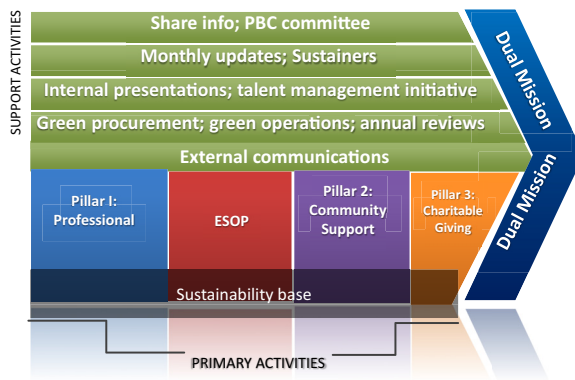 SUPPORT ACTIVITIES
Share info; PBC committee
Monthly updates; Sustainers
Internal presentations; talent management initiative
Green procurement; green operations; annual reviews
External communications
Dual Mission
Dual Mission
Pillar I:
Professional
ESOP
Pillar 2:
Community
Support
Pillar 3:
Charitable
Giving
Sustainability base
PRIMARY ACTIVITIES